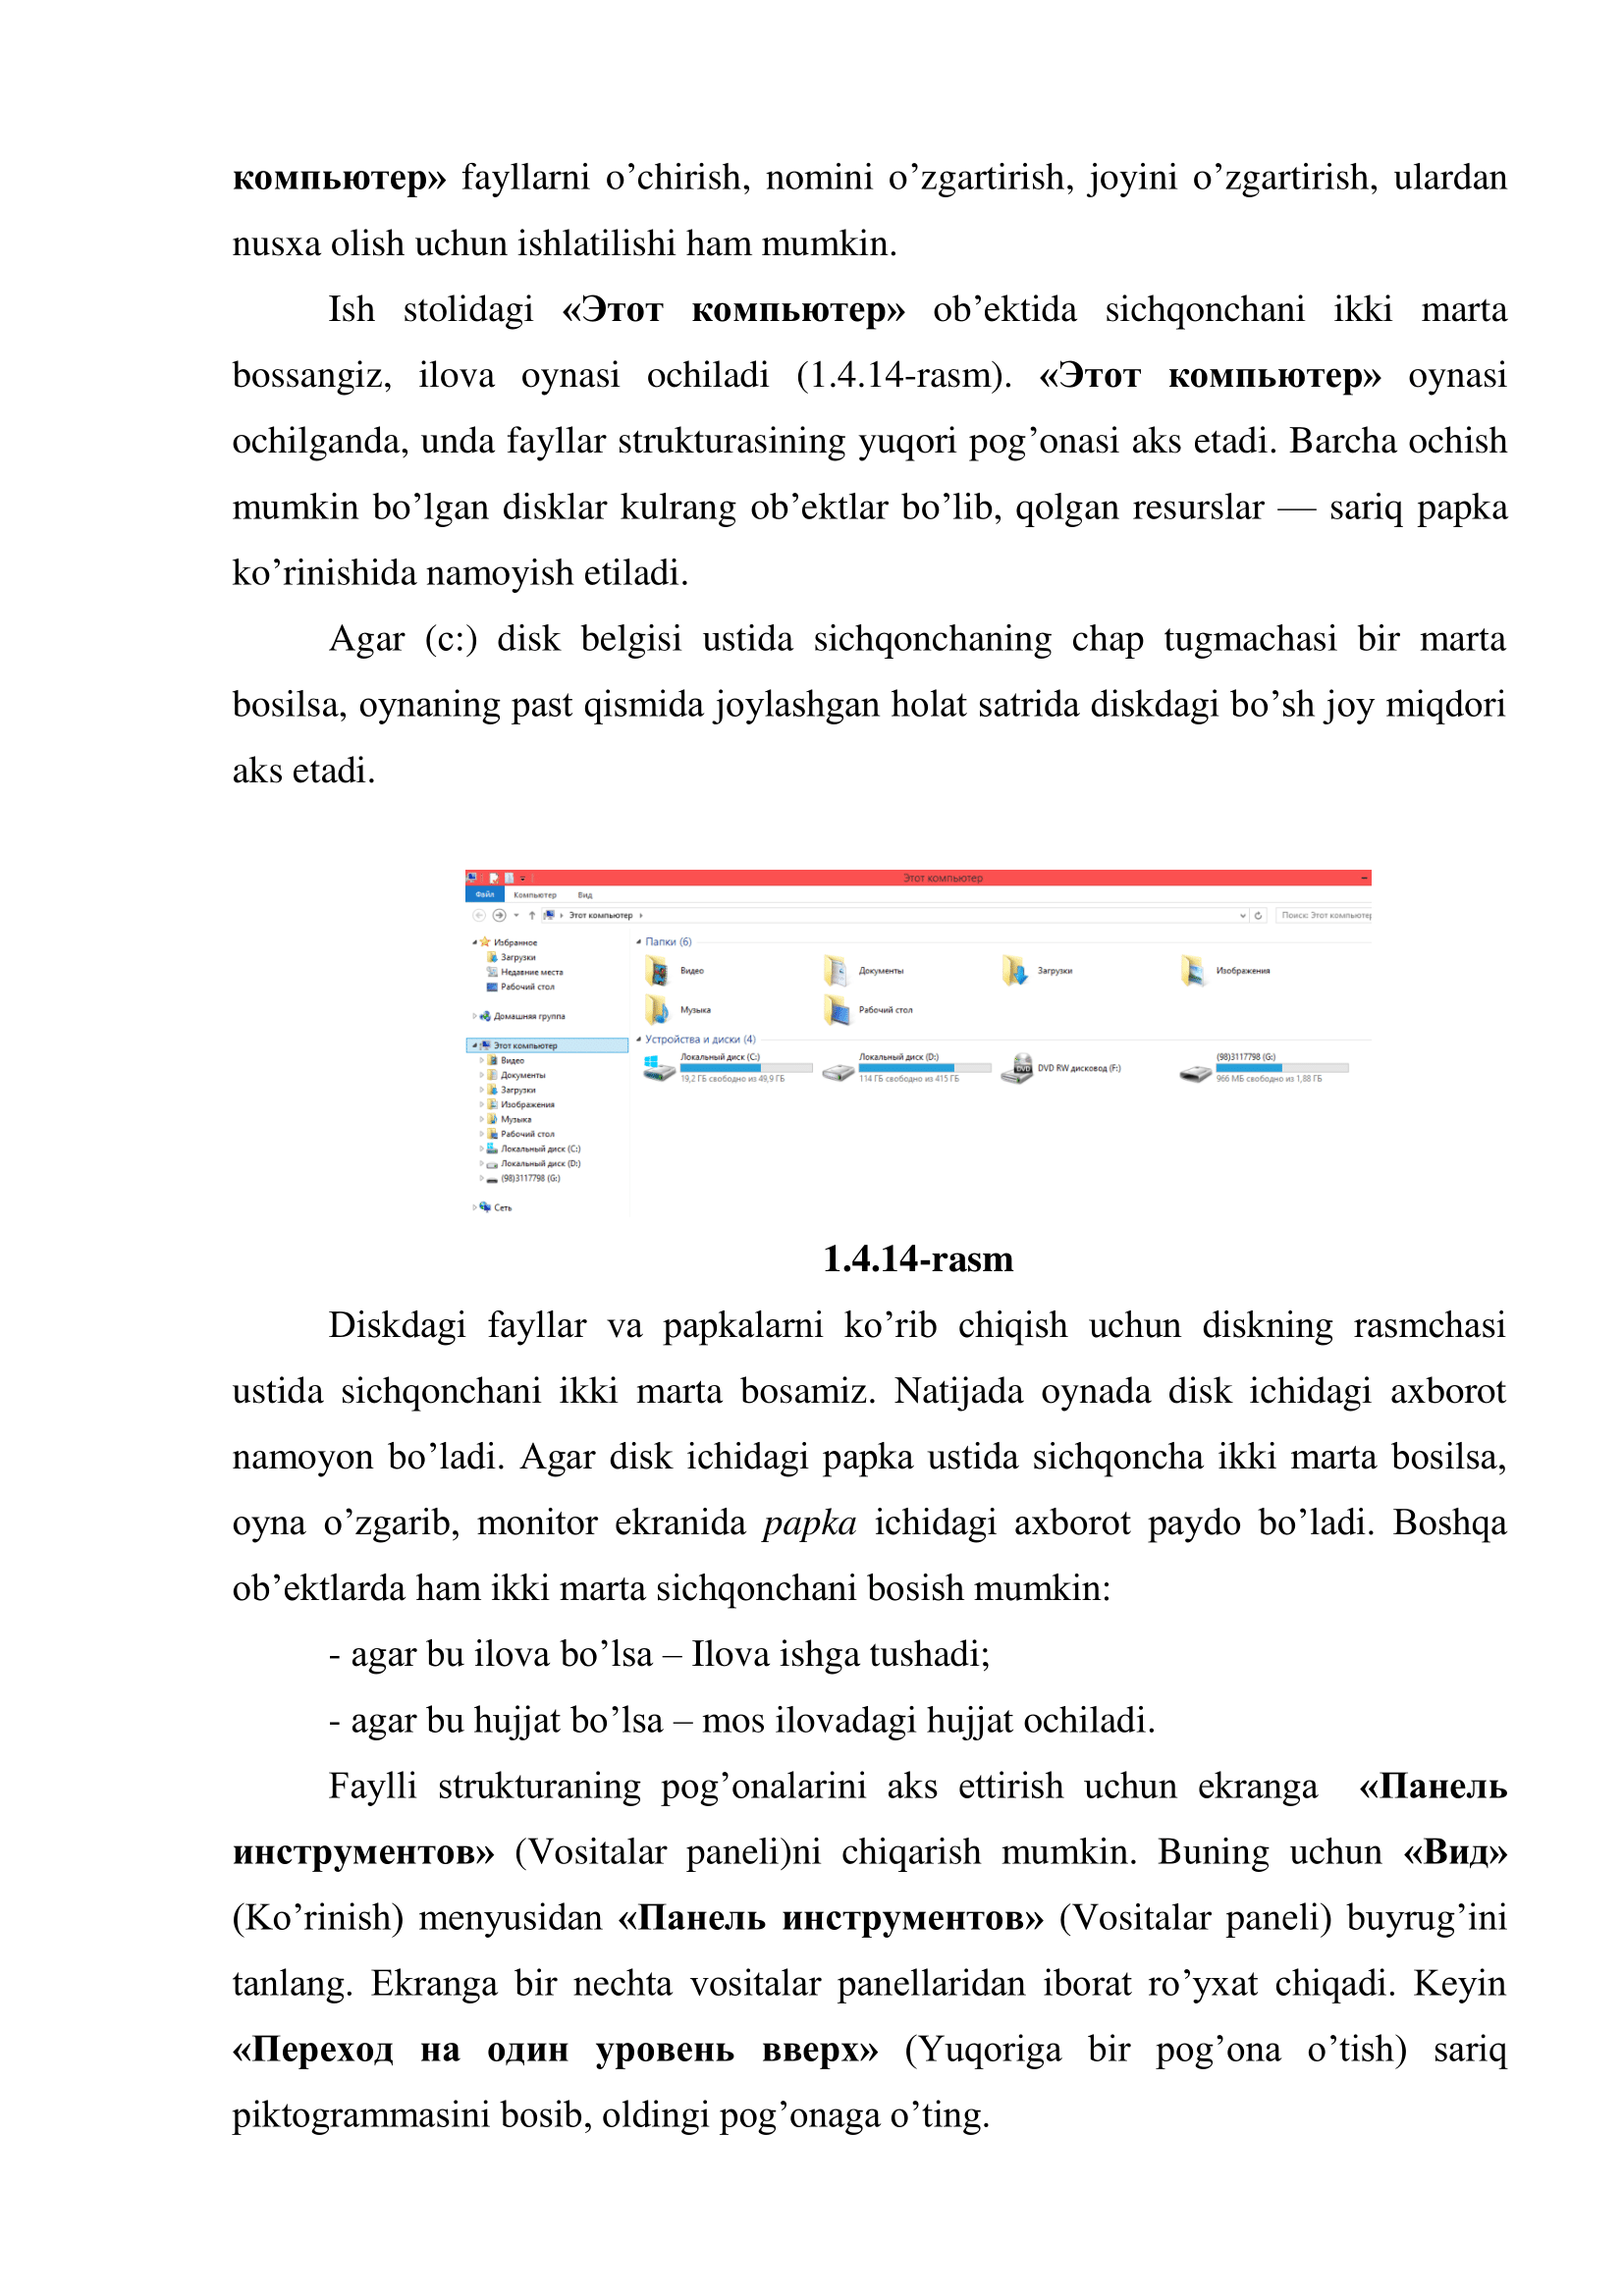 компьютер» fayllarni o’chirish, nomini o’zgartirish, joyini o’zgartirish, ulardan
nusxa olish uchun ishlatilishi ham mumkin.
Ish stolidagi «Этот компьютер» ob’ektida sichqonchani ikki marta
bossangiz, ilova oynasi ochiladi (1.4.14-rasm). «Этот компьютер» oynasi
ochilganda, unda fayllar strukturasining yuqori pog’onasi aks etadi. Barcha ochish
mumkin bo’lgan disklar kulrang ob’ektlar bo’lib, qolgan resurslar — sariq papka
ko’rinishida namoyish etiladi.
Agar (c:) disk belgisi ustida sichqonchaning chap tugmachasi bir marta
bosilsa, oynaning past qismida joylashgan holat satrida diskdagi bo’sh joy miqdori
aks etadi.
Этот компьютер
Файл Компьютер Вид
Этот компьютер Поиск: Этот компьютер
Избранное
Загрузки
Недавние места
Рабочий стол
Домашняя группа
Этот компьютер
Видео
Документы
Загрузки
Изображения
Музыка
Рабочий стол
Локальный диск (C:)
Локальный диск (D:)
(98)3117798 (G:)
Сеть
Папки (6)
Видео Документы Загрузки Изображения
Музыка Рабочий стол
Устройства и диски (4)
Локальный диск (C:) Локальный диск (D:) DVD RW дисковод (F:) (98)3117798 (G:)
19,2 ГБ свободно из 49,9 ГБ 114 ГБ свободно из 415 ГБ DVD 966 МБ свободно из 1,88 ГБ
1.4.14-rasm
Diskdagi fayllar va papkalarni ko’rib chiqish uchun diskning rasmchasi
ustida sichqonchani ikki marta bosamiz. Natijada oynada disk ichidagi axborot
namoyon bo’ladi. Agar disk ichidagi papka ustida sichqoncha ikki marta bosilsa,
oyna o’zgarib, monitor ekranida papka ichidagi axborot paydo bo’ladi. Boshqa
ob’ektlarda ham ikki marta sichqonchani bosish mumkin:
- agar bu ilova bo’lsa – Ilova ishga tushadi;
- agar bu hujjat bo’lsa – mos ilovadagi hujjat ochiladi.
Faylli strukturaning pog’onalarini aks ettirish uchun ekranga «Панель
инструментов» (Vositalar paneli)ni chiqarish mumkin. Buning uchun «Вид»
(Ko’rinish) menyusidan «Панель инструментов» (Vositalar paneli) buyrug’ini
tanlang. Ekranga bir nechta vositalar panellaridan iborat ro’yxat chiqadi. Keyin
«Переход на один уровень вверх» (Yuqoriga bir pog’ona o’tish) sariq
piktogrammasini bosib, oldingi pog’onaga o’ting.